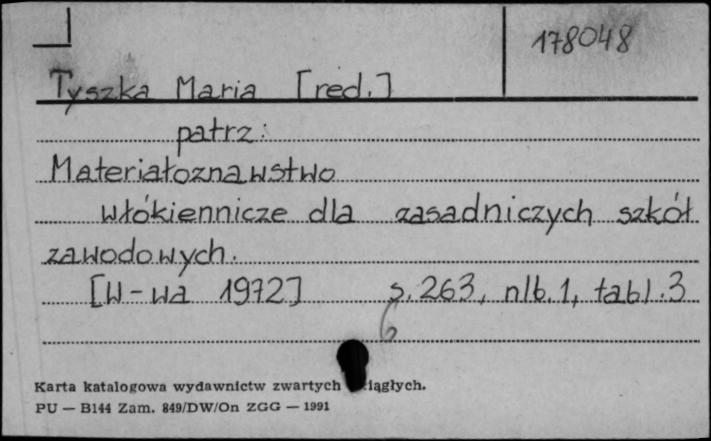 178048
Tyszka Maria [red.]
patrz:
Materiałoznawstwo
włókiennicze dla zasadniczych szkół
zawodowych.
[W-wa 1972] s. 263, nlb. 1, tabl. 3
6
Karta katalogowa wydawnictw zwartych ciągłych.
PU — B144 Zam. 849/DW/On ZGG — 1991